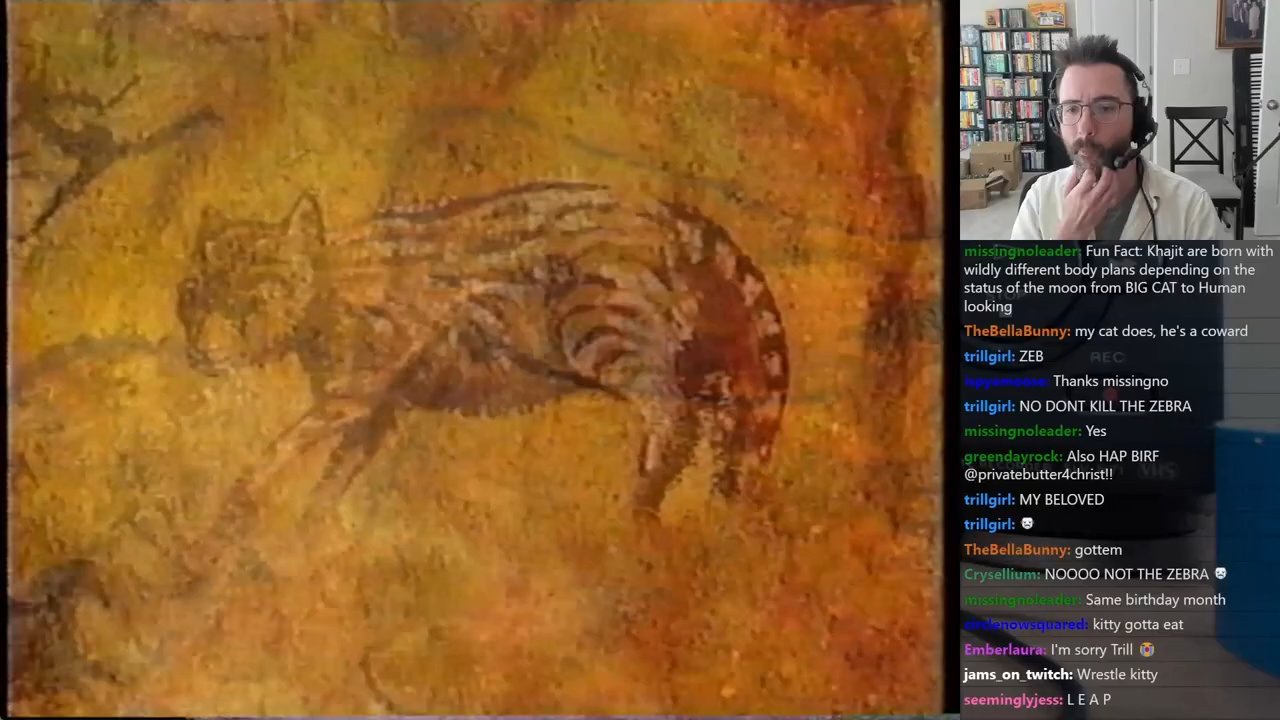 missingnoleader: Fun Fact: Khajit are born with
wildly different body plans depending on the
status of the moon from BIG CAT to Human
looking
TheBellaBunny: my cat does, he's a coward
trillgirl: ZEB
REC
Thanks missingno
trillgirl: NO DONT KILL THE ZEBRA
missingnoleader: Yes
greendayrock: Also HAP BIRF
@privatebutter4christ!!
trillgirl: MY BELOVED
trillgirl: 
TheBellaBunny: gottem
Crysellium: NOOOO NOT THE ZEBRA
missingnoleader: Same birthday month
circlenowsquared: kitty gotta eat
Emberlaura: I'm sorry Trill
jams_on_twitch: Wrestle kitty
seeminglyjess: L E A P